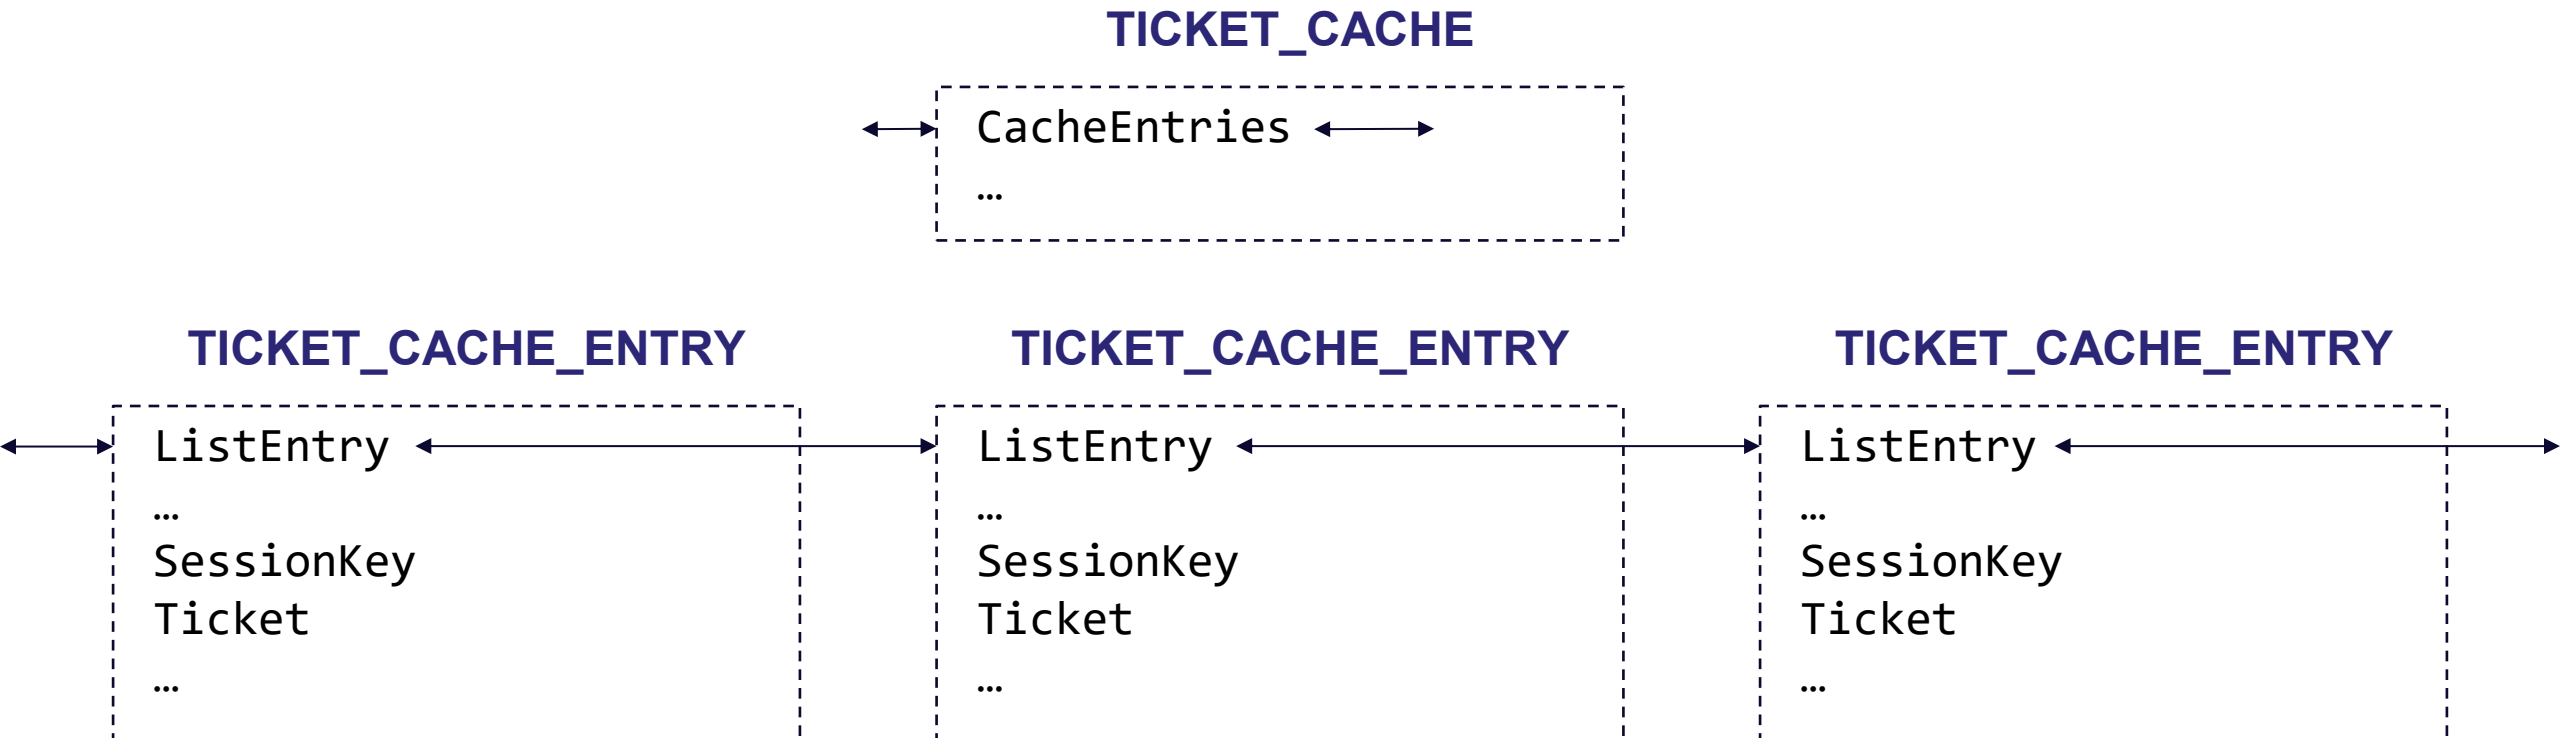 TICKET_CACHE
CacheEntries
…
TICKET_CACHE_ENTRY TICKET_CACHE_ENTRY TICKET_CACHE_ENTRY
ListEntry ListEntry ListEntry
… … …
SessionKey SessionKey SessionKey
Ticket Ticket Ticket
… … …